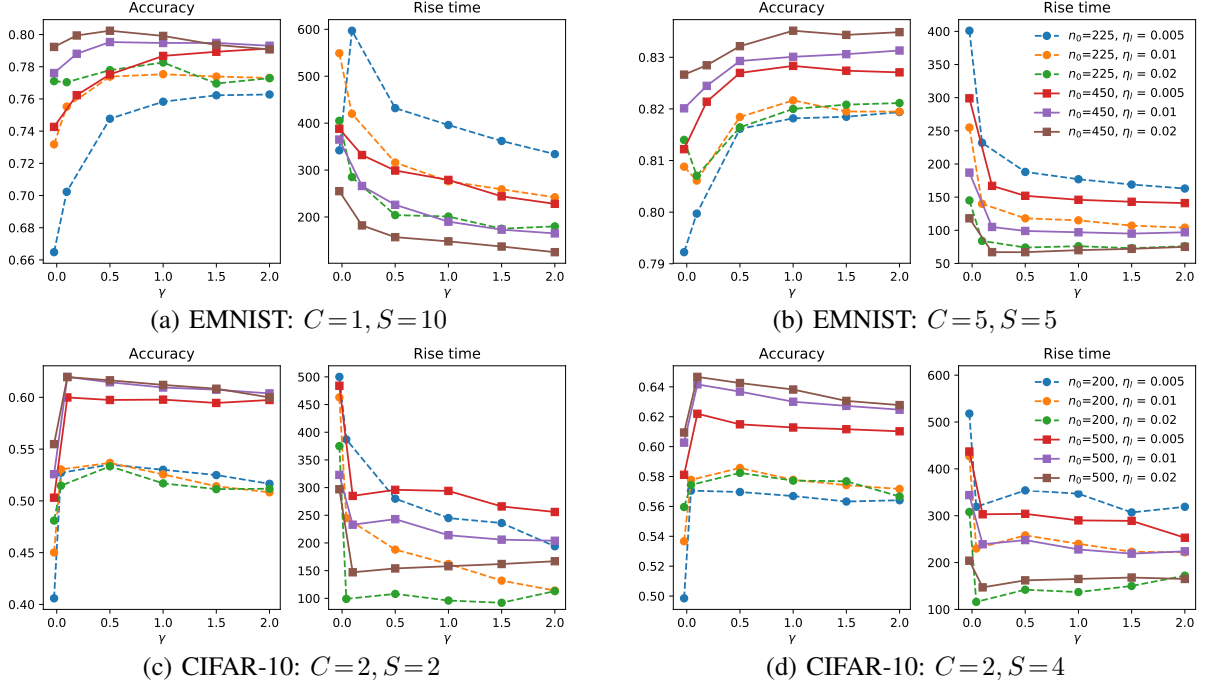 Accuracy
0.80
0.78
0.76
0.74
0.72
0.70
0.68
0.66
0.0 0.5 1.0 1.5 2.0
γ
Rise time
600
500
400
300
200
0.0 0.5 1.0 1.5 2.0
γ
(a) EMNIST: C=1, S=10
Accuracy
0.83
0.82
0.81
0.80
0.79
0.0 0.5 1.0 1.5 2.0
γ
Rise time
400
350
300
250
200
150
100
50
0.0 0.5 1.0 1.5 2.0
γ
n₀=225, ηₗ = 0.005
n₀=225, ηₗ = 0.01
n₀=225, ηₗ = 0.02
n₀=450, ηₗ = 0.005
n₀=450, ηₗ = 0.01
n₀=450, ηₗ = 0.02
(b) EMNIST: C=5, S=5
Accuracy
0.60
0.55
0.50
0.45
0.40
0.0 0.5 1.0 1.5 2.0
γ
Rise time
500
450
400
350
300
250
200
150
100
0.0 0.5 1.0 1.5 2.0
γ
(c) CIFAR-10: C=2, S=2
Accuracy
0.64
0.62
0.60
0.58
0.56
0.54
0.52
0.50
0.0 0.5 1.0 1.5 2.0
γ
Rise time
600
500
400
300
200
100
0.0 0.5 1.0 1.5 2.0
γ
n₀=200, ηₗ = 0.005
n₀=200, ηₗ = 0.01
n₀=200, ηₗ = 0.02
n₀=500, ηₗ = 0.005
n₀=500, ηₗ = 0.01
n₀=500, ηₗ = 0.02
(d) CIFAR-10: C=2, S=4